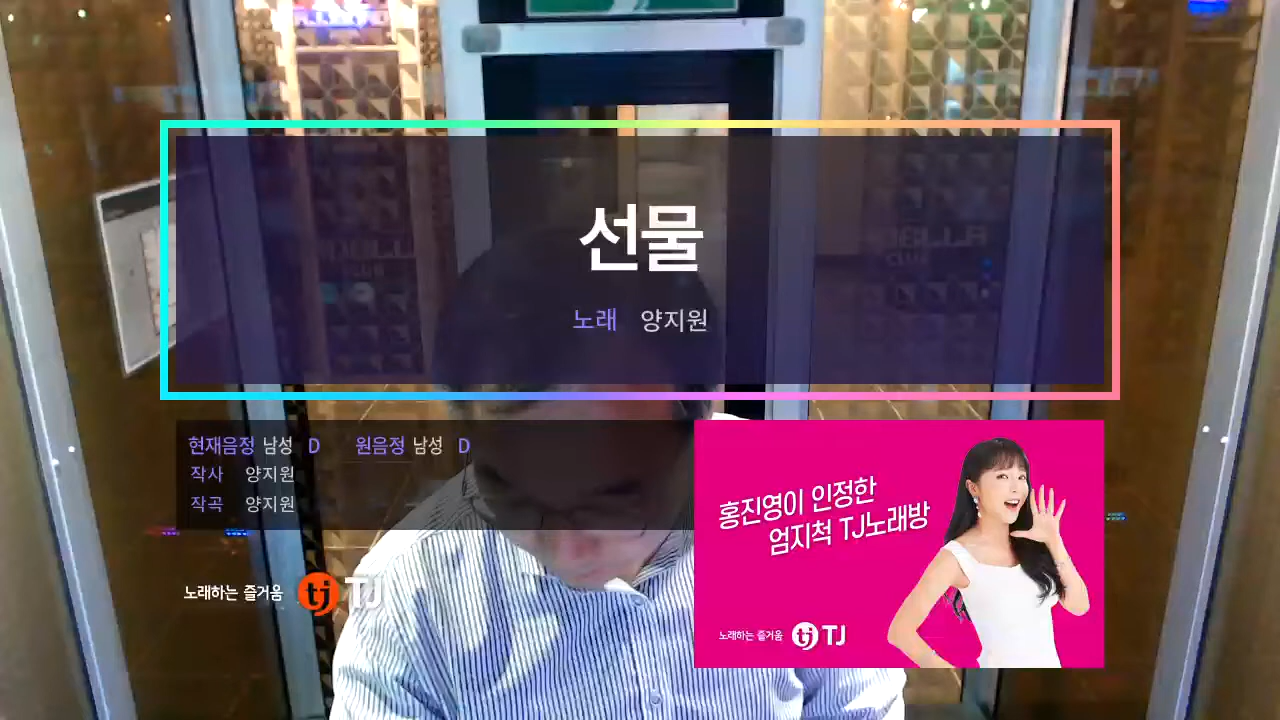 선물
노래 양지원
현재음정 남성 D 원음정 남성 D
작사 양지원
작곡 양지원
노래하는 즐거움 tj TJ
홍진영이 인정한
엄지척 TJ노래방
노래하는 즐거움 tj TJ